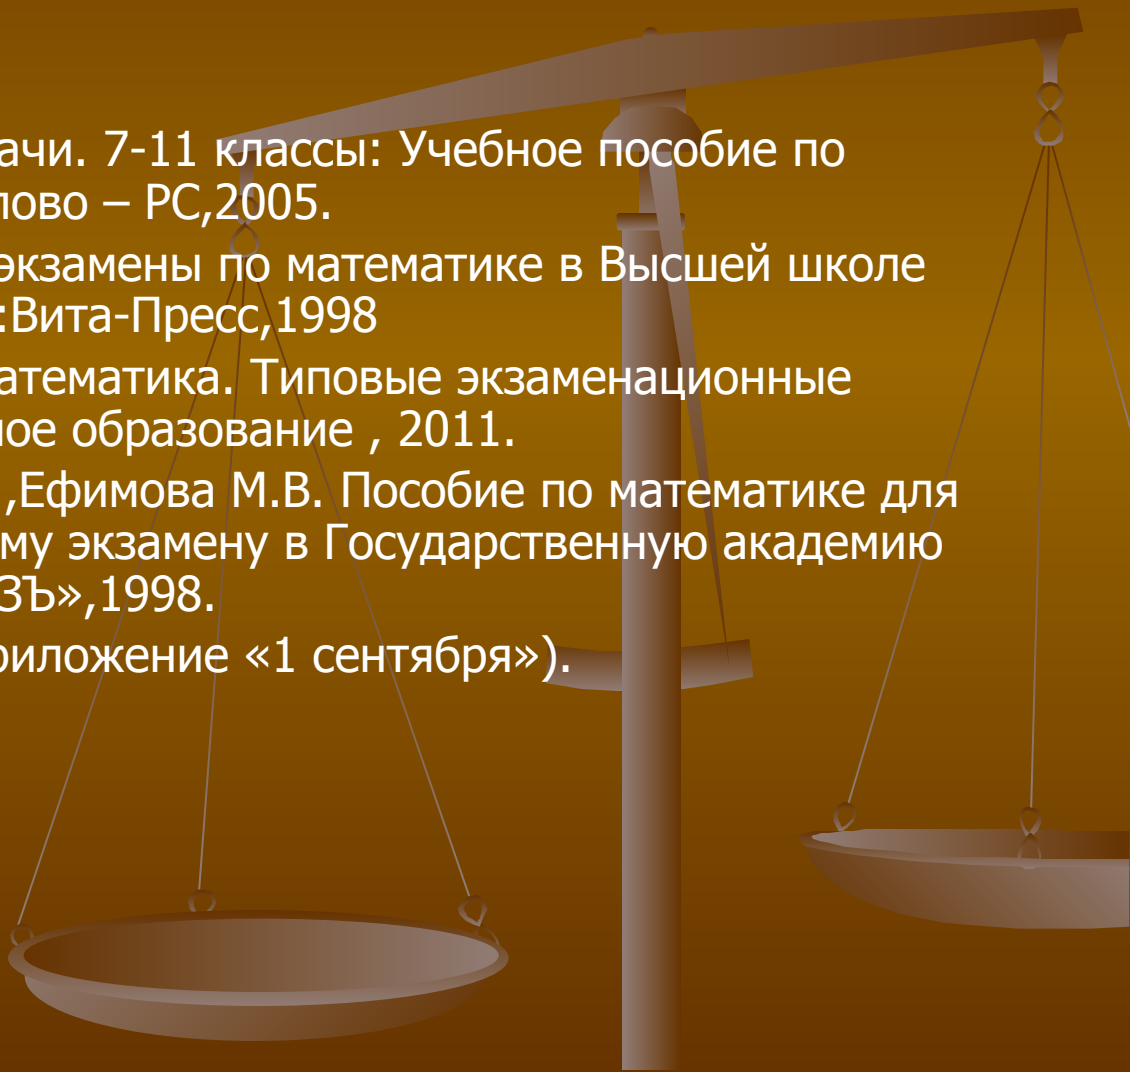 ачи. 7-11 классы: Учебное пособие по
лово – РС,2005.
экзамены по математике в Высшей школе
:Вита-Пресс,1998
атематика. Типовые экзаменационные
ное образование , 2011.
,Ефимова М.В. Пособие по математике для
му экзамену в Государственную академию
ЗЪ»,1998.
риложение «1 сентября»).